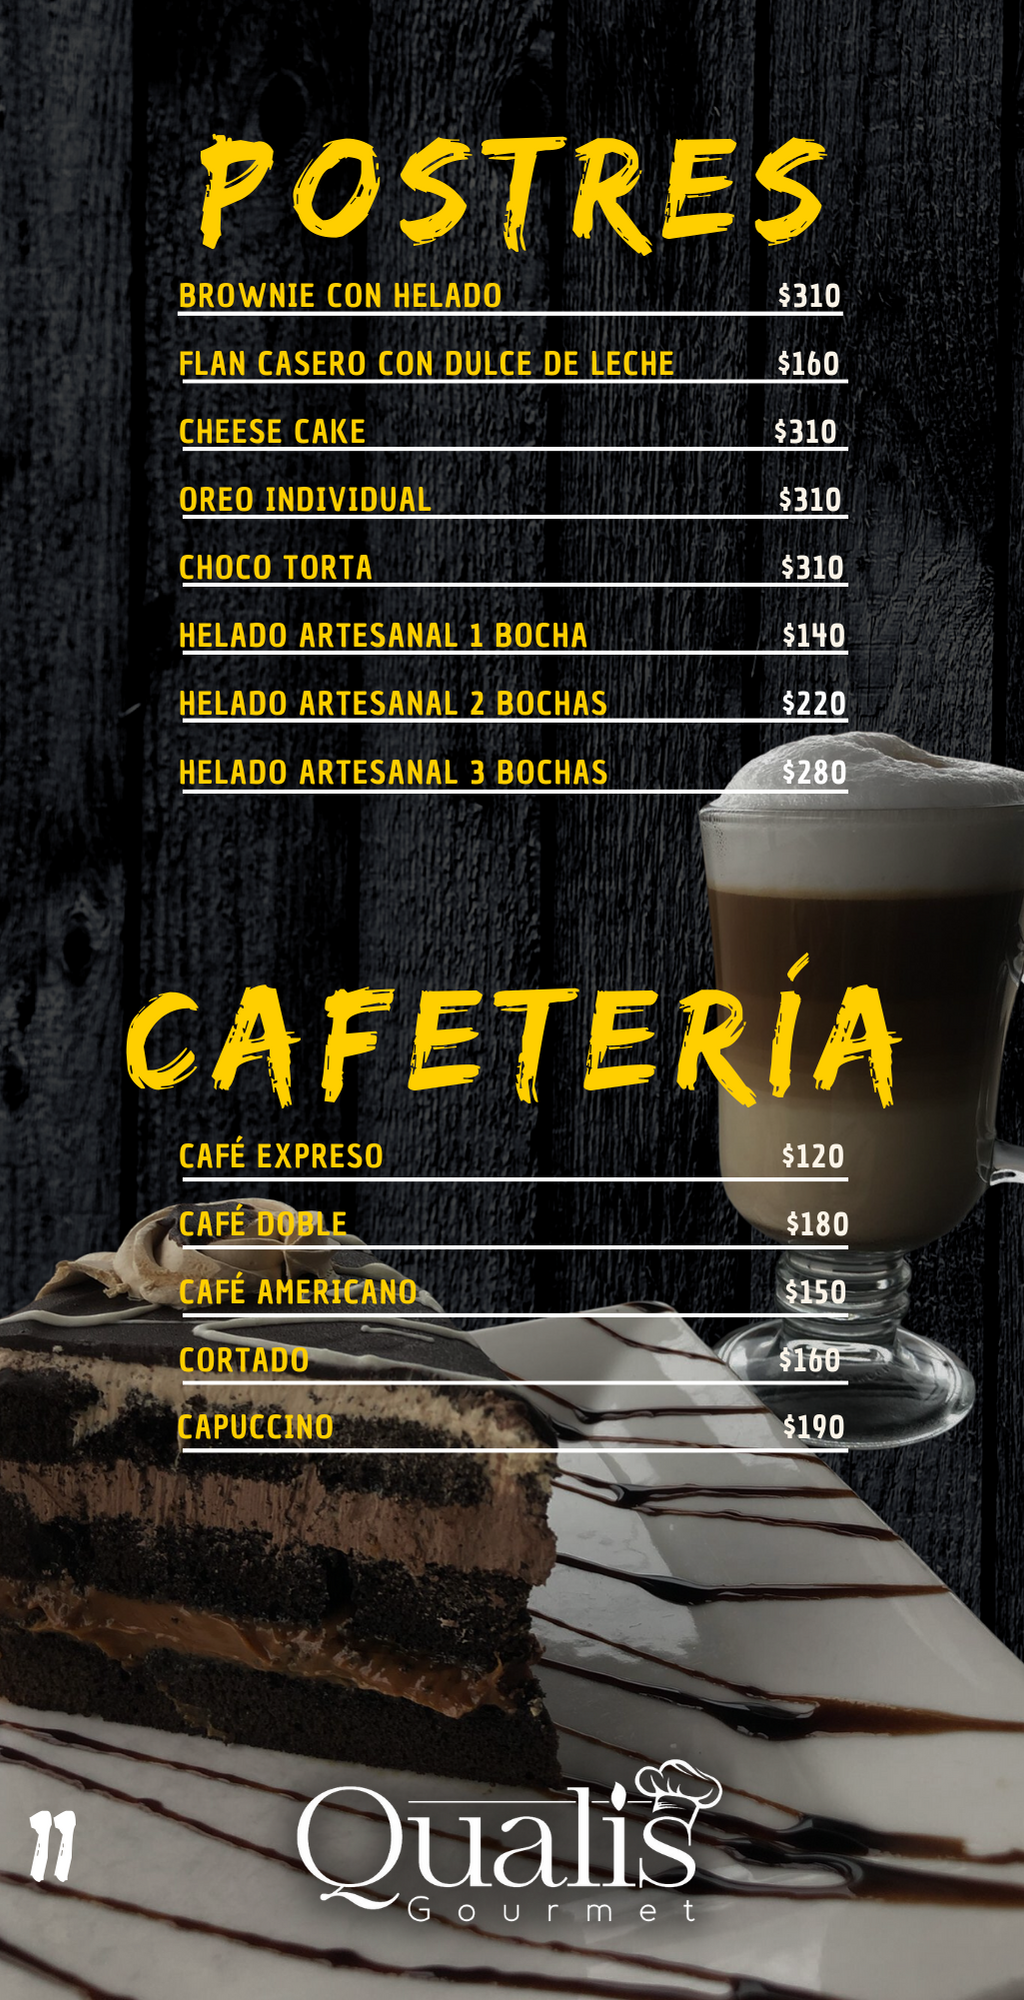 POSTRES
BROWNIE CON HELADO $310
FLAN CASERO CON DULCE DE LECHE $160
CHEESE CAKE $310
OREO INDIVIDUAL $310
CHOCO TORTA $310
HELADO ARTESANAL 1 BOCHA $140
HELADO ARTESANAL 2 BOCHAS $220
HELADO ARTESANAL 3 BOCHAS $280
CAFETERÍA
CAFÉ EXPRESO $120
CAFÉ DOBLE $180
CAFÉ AMERICANO $150
CORTADO $160
CAPUCCINO $190
11
Qualis
Gourmet